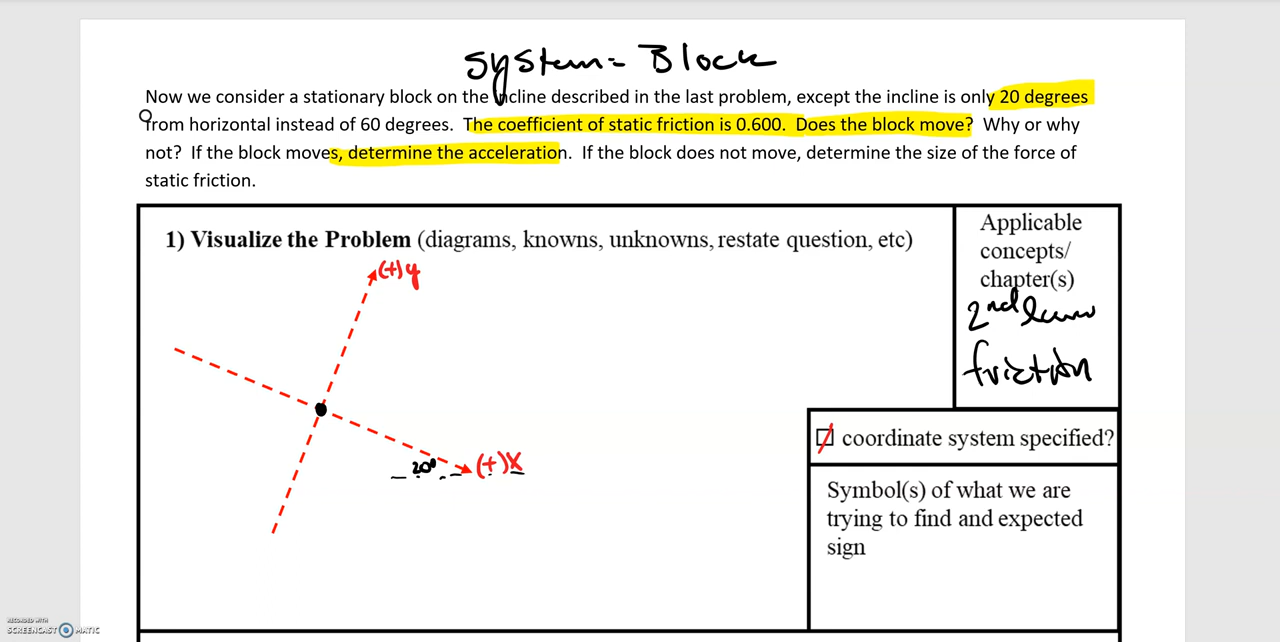 System = Block
Now we consider a stationary block on the incline described in the last problem, except the incline is only 20 degrees
from horizontal instead of 60 degrees.  The coefficient of static friction is 0.600.  Does the block move?  Why or why
not?  If the block moves, determine the acceleration.  If the block does not move, determine the size of the force of
static friction.
1) Visualize the Problem (diagrams, knowns, unknowns, restate question, etc)
Applicable
concepts/
chapter(s)
2nd law
friction
(+) y
20°
(+) x
coordinate system specified?
Symbol(s) of what we are
trying to find and expected
sign
RECORDED WITH
SCREENCAST MATIC